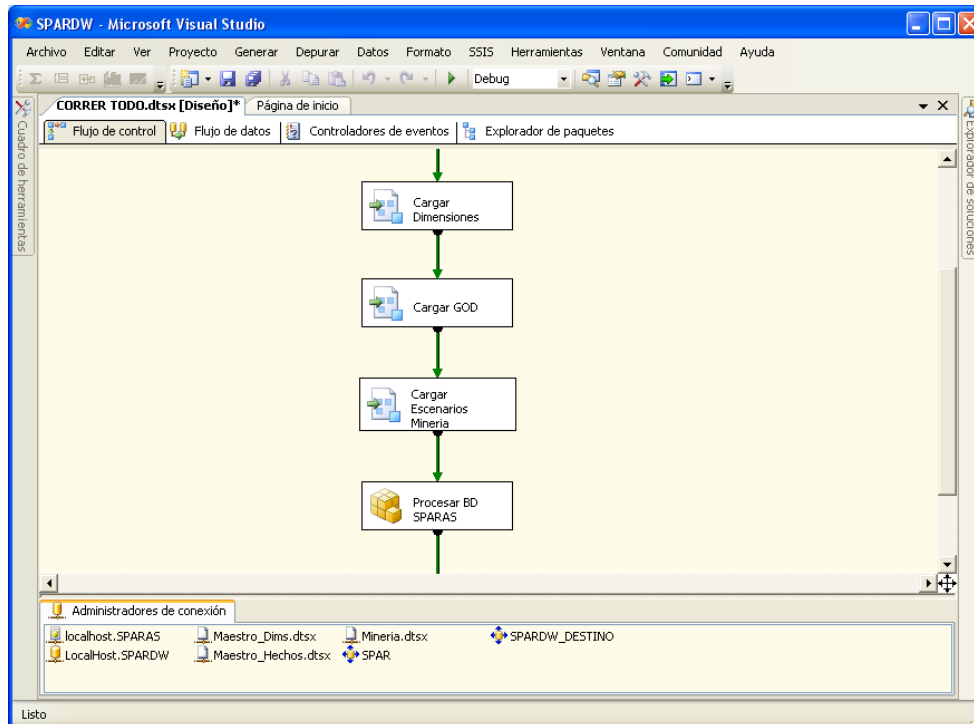 SPARDW - Microsoft Visual Studio
Archivo Editar Ver Proyecto Generar Depurar Datos Formato SSIS Herramientas Ventana Comunidad Ayuda
Debug
CORRER TODO.dtsx [Diseño]* Página de inicio
Flujo de control Flujo de datos Controladores de eventos Explorador de paquetes
Cuadro de herramientas
Explorador de soluciones
Cargar
Dimensiones
Cargar GOD
Cargar
Escenarios
Mineria
Procesar BD
SPARAS
Administradores de conexión
localhost.SPARAS Maestro_Dims.dtsx Mineria.dtsx SPARDW_DESTINO
LocalHost.SPARDW Maestro_Hechos.dtsx SPAR
Listo